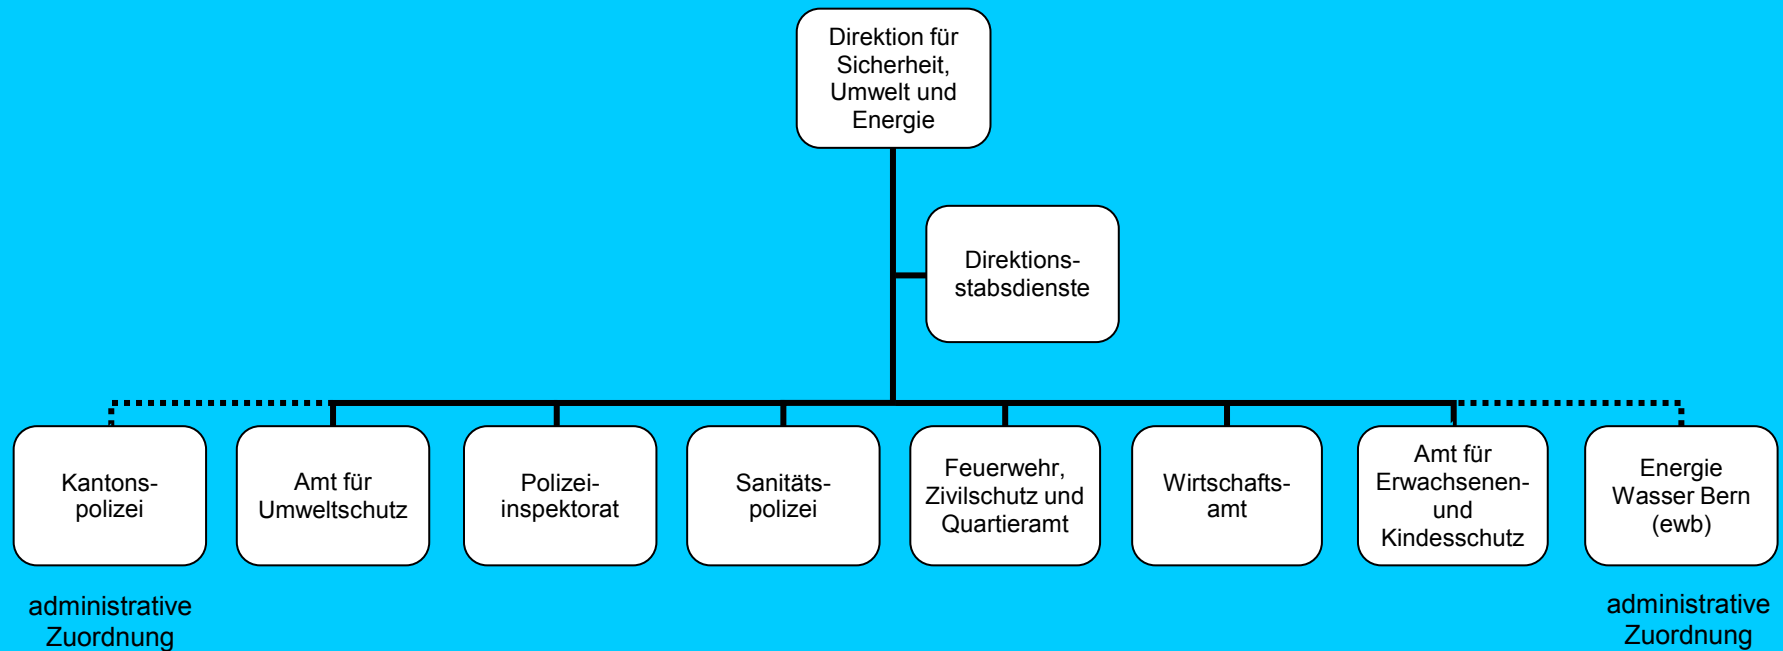 Direktion für
Sicherheit,
Umwelt und
Energie
Direktions-
stabsdienste
Kantons-
polizei
Amt für
Umweltschutz
Polizei-
inspektorat
Sanitäts-
polizei
Feuerwehr,
Zivilschutz und
Quartieramt
Wirtschafts-
amt
Amt für
Erwachsenen-
und
Kindesschutz
Energie
Wasser Bern
(ewb)
administrative
Zuordnung
administrative
Zuordnung